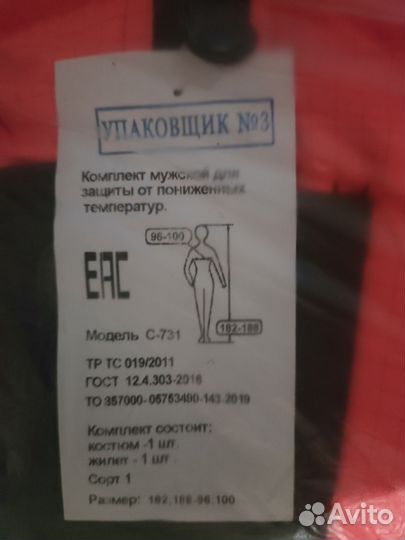 УПАКОВЩИК №3
Комплект мужской для
защиты от пониженных
температур.
96-100
EAC
182-188
Модель С-731
ТР ТС 019/2011
ГОСТ 12.4.303-2016
ТО 357000-05753490-143-2019
Комплект состоит:
костюм -1 шт.
жилет - 1 шт.
Сорт 1
Размер: 182,188-96;100
Avito